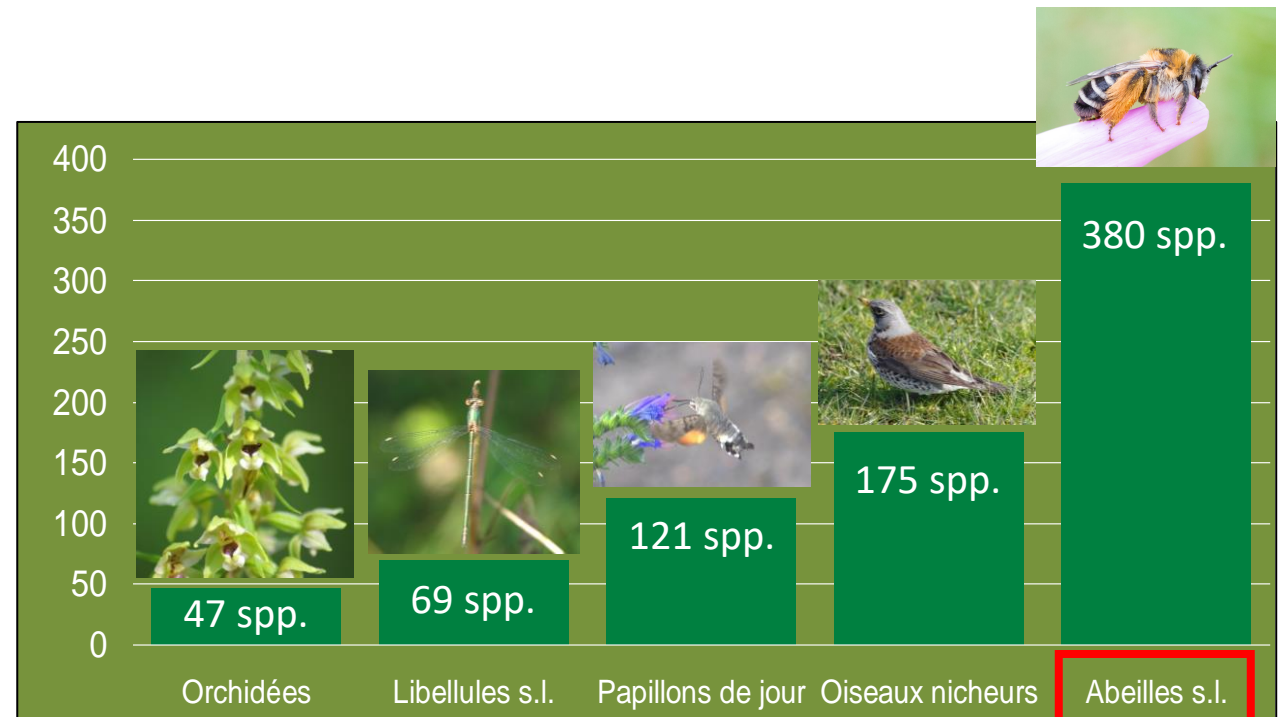 400
350
300
250
200
150
100
50
0
47 spp.
69 spp.
121 spp.
175 spp.
380 spp.
Orchidées
Libellules s.l.
Papillons de jour
Oiseaux nicheurs
Abeilles s.l.